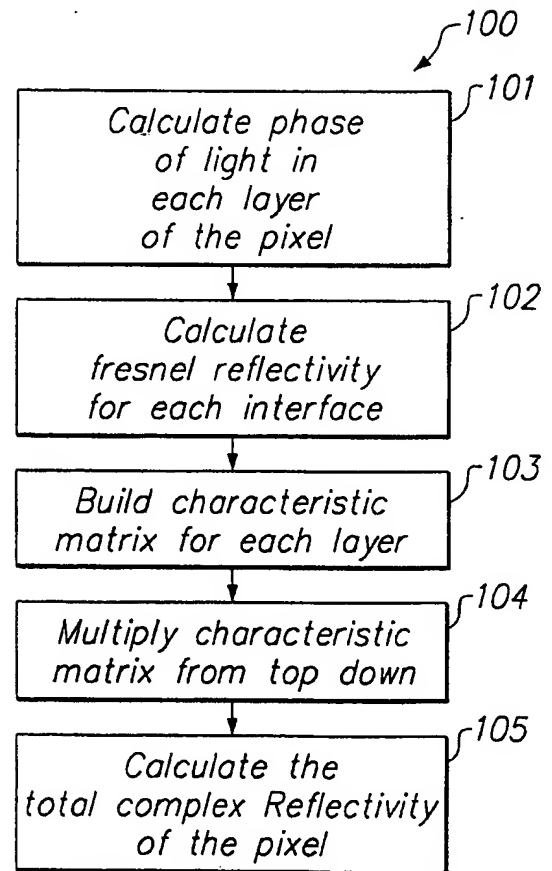 100
101
Calculate phase
of light in
each layer
of the pixel
102
Calculate
fresnel reflectivity
for each interface
103
Build characteristic
matrix for each layer
104
Multiply characteristic
matrix from top down
105
Calculate the
total complex Reflectivity
of the pixel